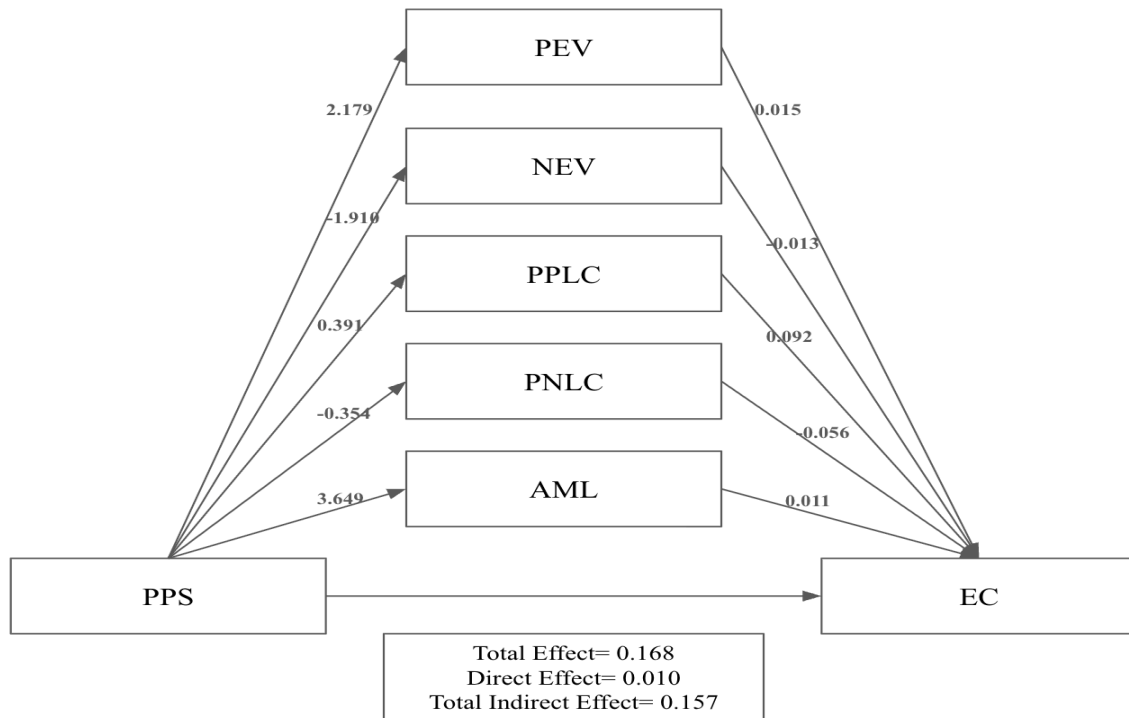 PEV
2.179
0.015
NEV
-1.910
-0.013
PPLC
0.391
0.092
PNLC
-0.354
-0.056
AML
3.649
0.011
PPS
EC
Total Effect= 0.168
Direct Effect= 0.010
Total Indirect Effect= 0.157